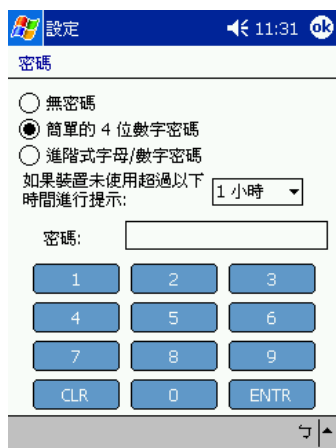 設定 11:31 ok
密碼
無密碼
簡單的 4 位數字密碼
進階式字母/數字密碼
如果裝置未使用超過以下
時間進行提示:
1 小時
密碼:
1 2 3
4 5 6
7 8 9
CLR 0 ENTR
ㄅ